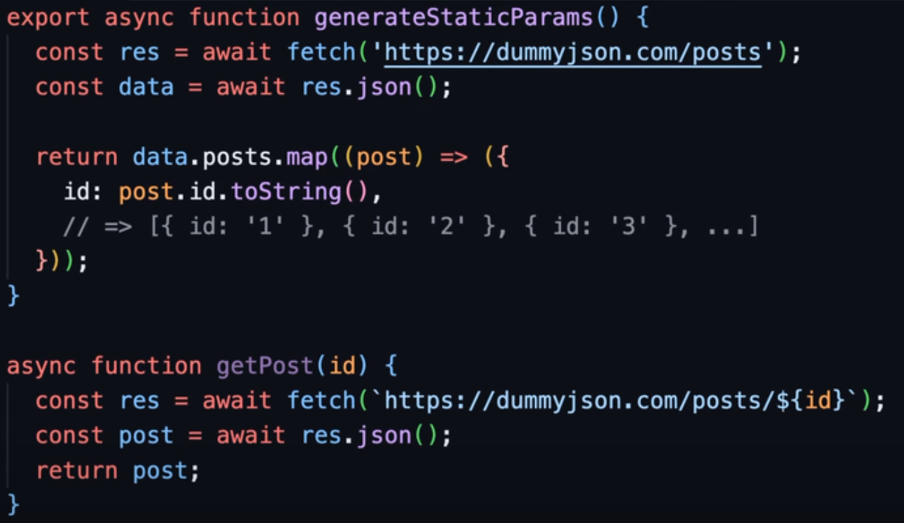 export async function generateStaticParams() {
  const res = await fetch('https://dummyjson.com/posts');
  const data = await res.json();

  return data.posts.map((post) => ({
    id: post.id.toString(),
    // => [{ id: '1' }, { id: '2' }, { id: '3' }, ...]
  }));
}

async function getPost(id) {
  const res = await fetch(`https://dummyjson.com/posts/${id}`);
  const post = await res.json();
  return post;
}